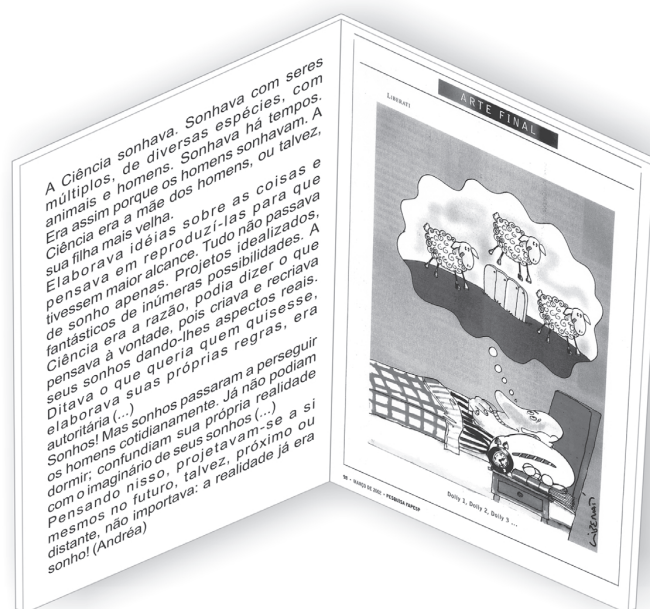 A Ciência sonhava. Sonhava com seres
múltiplos, de diversas espécies, com
animais e homens. Sonhava há tempos.
Era assim porque os homens sonhavam. A
Ciência era a mãe dos homens, ou talvez,
sua filha mais velha.
Elaborava idéias sobre as coisas e
pensava em reproduzí-las para que
tivessem maior alcance. Tudo não passava
de sonho apenas. Projetos idealizados,
fantásticos de inúmeras possibilidades. A
Ciência era a razão, podia dizer o que
pensava à vontade, pois criava e recriava
seus sonhos dando-lhes aspectos reais.
Ditava o que queria quem quisesse,
elaborava suas próprias regras, era
autoritária (...)
Sonhos! Mas sonhos passaram a perseguir
os homens cotidianamente. Já não podiam
dormir; confundiam sua própria realidade
com o imaginário de seus sonhos (...)
Pensando nisso, projetavam-se a si
mesmos no futuro, talvez, próximo ou
distante, não importava: a realidade já era
sonho! (Andréa)
ARTE FINAL
LIBERATI
Dolly 1, Dolly 2, Dolly 3 ...
LIBERATI
98 • MARÇO DE 2002 • PESQUISA FAPESP